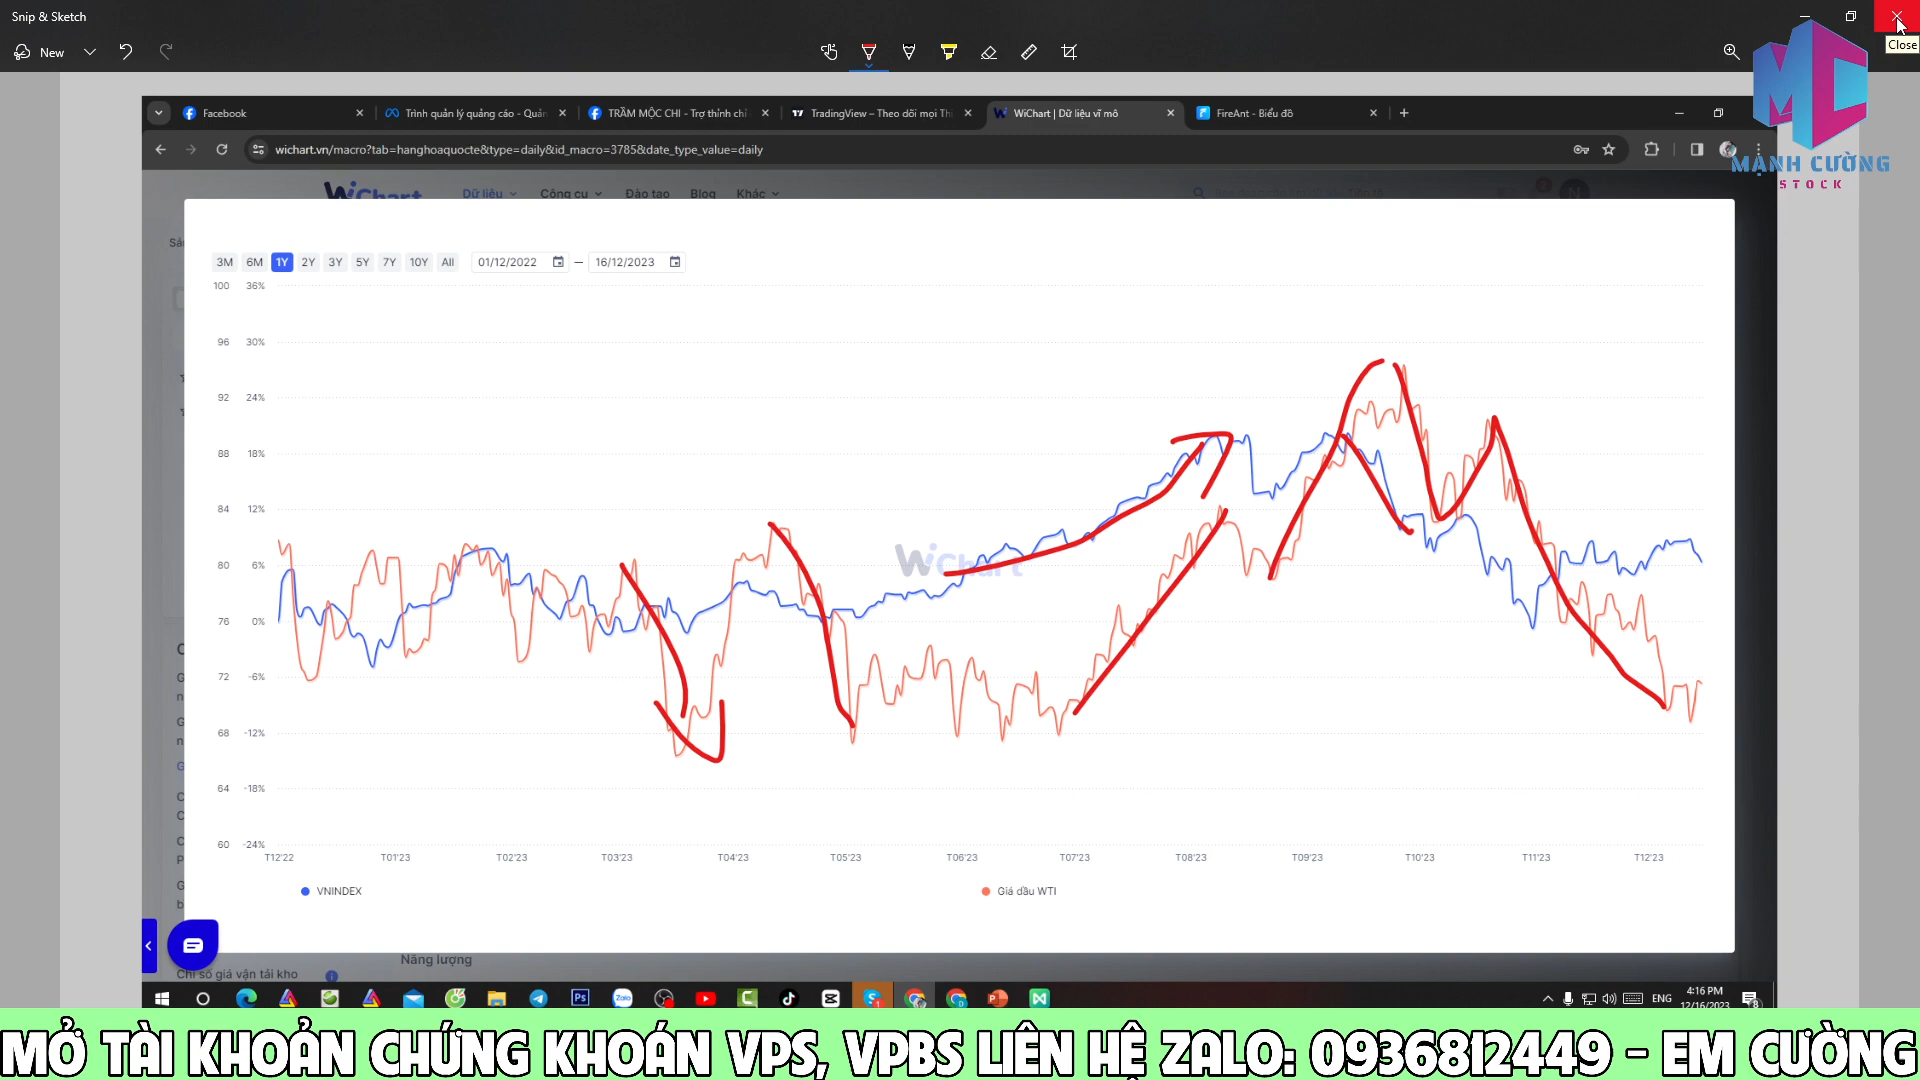 Snip & Sketch
New
Close
Facebook
Trình quản lý quảng cáo - Quản
TRẦM MỘC CHI - Trợ thính chỉ
TradingView – Theo dõi mọi Th
WiChart | Dữ liệu vĩ mô
FireAnt - Biểu đồ
wichart.vn/macro?tab=hanghoaquocte&type=daily&id_macro=3785&date_type_value=daily
MẠNH CƯỜNG
STOCK
WiChart
Dữ liệu
Công cụ
Đào tạo
Blog
Khác
3M 6M 1Y 2Y 3Y 5Y 7Y 10Y All 01/12/2022 – 16/12/2023
100 36%
96 30%
92 24%
88 18%
84 12%
80 6%
76 0%
72 -6%
68 -12%
64 -18%
60 -24%
WiChart
T12'22 T01'23 T02'23 T03'23 T04'23 T05'23 T06'23 T07'23 T08'23 T09'23 T10'23 T11'23 T12'23
VNINDEX
Giá dầu WTI
Năng lượng
Chỉ số giá vận tải kho
ENG
4:16 PM
12/16/2023
MỞ TÀI KHOẢN CHỨNG KHOÁN VPS, VPBS LIÊN HỆ ZALO: 0936812449 - EM CƯỜNG